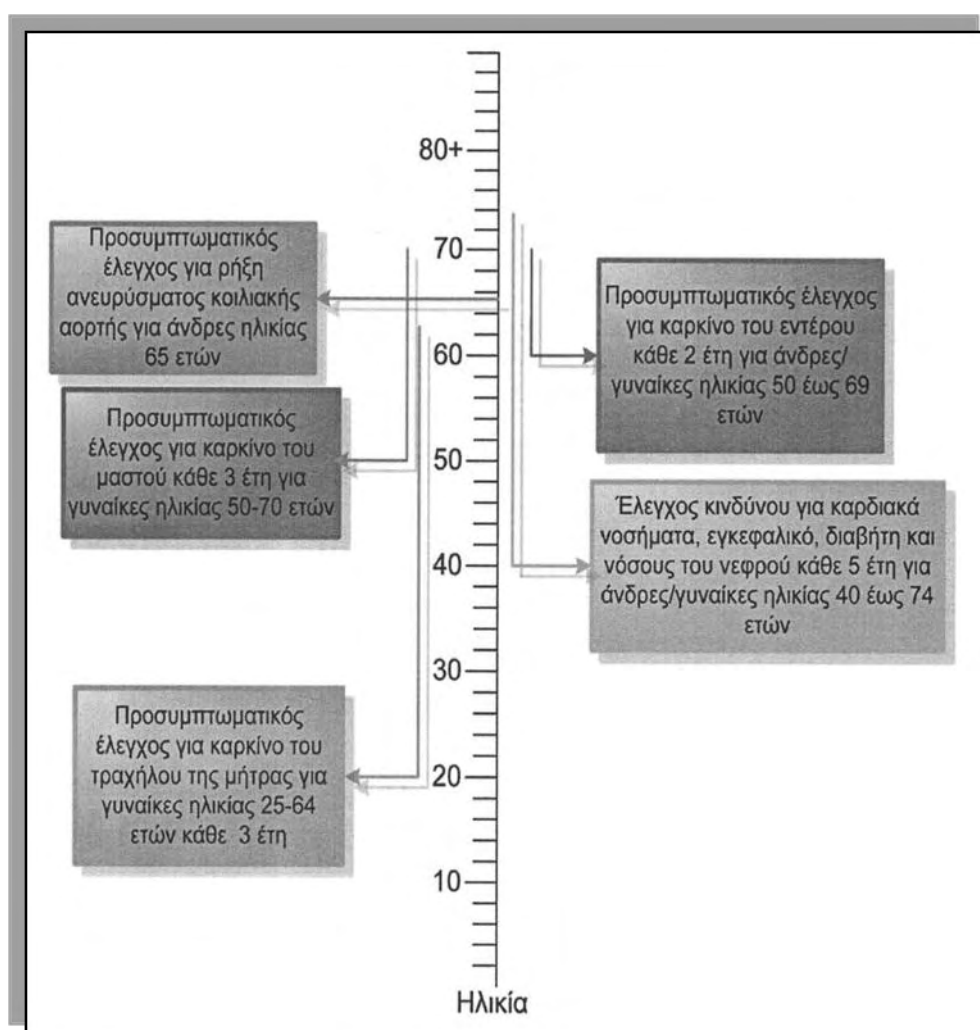 80+
70
60
50
40
30
20
10
Ηλικία
Προσυμπτωματικός
έλεγχος για ρήξη
ανευρύσματος κοιλιακής
αορτής για άνδρες ηλικίας
65 ετών
Προσυμπτωματικός
έλεγχος για καρκίνο του
μαστού κάθε 3 έτη για
γυναίκες ηλικίας 50-70 ετών
Προσυμπτωματικός
έλεγχος για καρκίνο του
τραχήλου της μήτρας για
γυναίκες ηλικίας 25-64
ετών κάθε 3 έτη
Προσυμπτωματικός έλεγχος
για καρκίνο του εντέρου
κάθε 2 έτη για άνδρες/
γυναίκες ηλικίας 50 έως 69
ετών
Έλεγχος κινδύνου για καρδιακά
νοσήματα, εγκεφαλικό, διαβήτη και
νόσους του νεφρού κάθε 5 έτη για
άνδρες/γυναίκες ηλικίας 40 έως 74
ετών